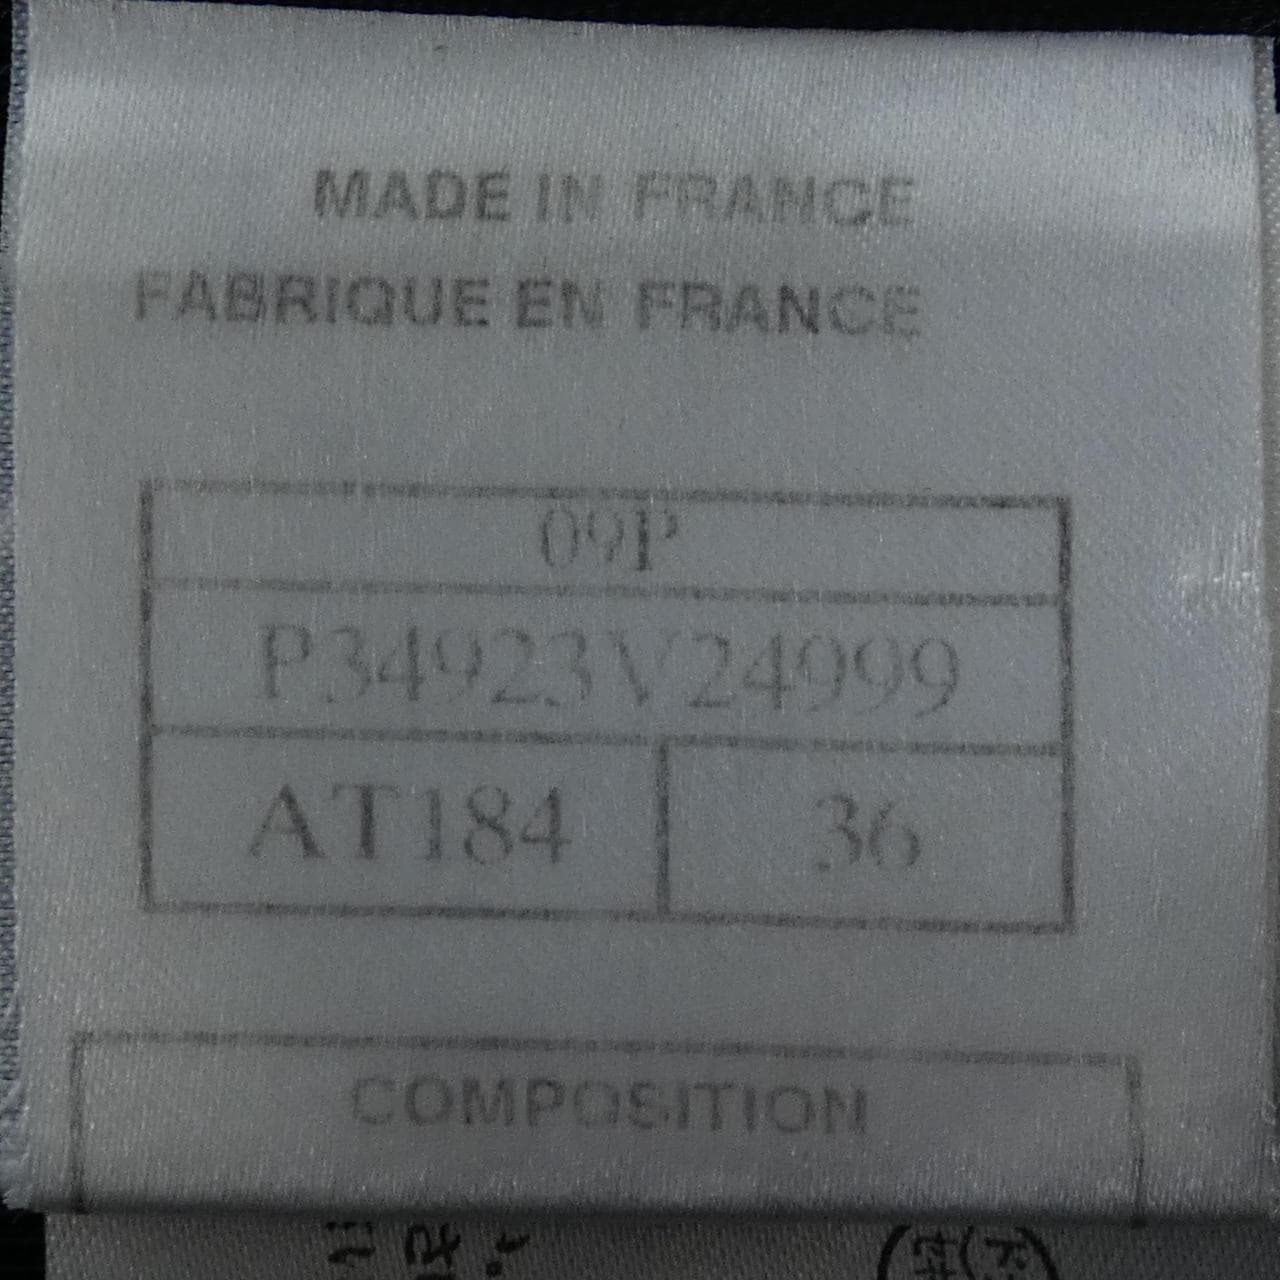 MADE IN FRANCE
FABRIQUE EN FRANCE
09P
P34923V24999
AT184 36
COMPOSITION